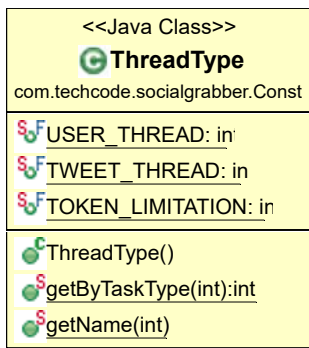 <<Java Class>>
C ThreadType
com.techcode.socialgrabber.Const
S F USER_THREAD: int
S F TWEET_THREAD: in
S F TOKEN_LIMITATION: in
C ThreadType()
S getByTaskType(int):int
S getName(int)